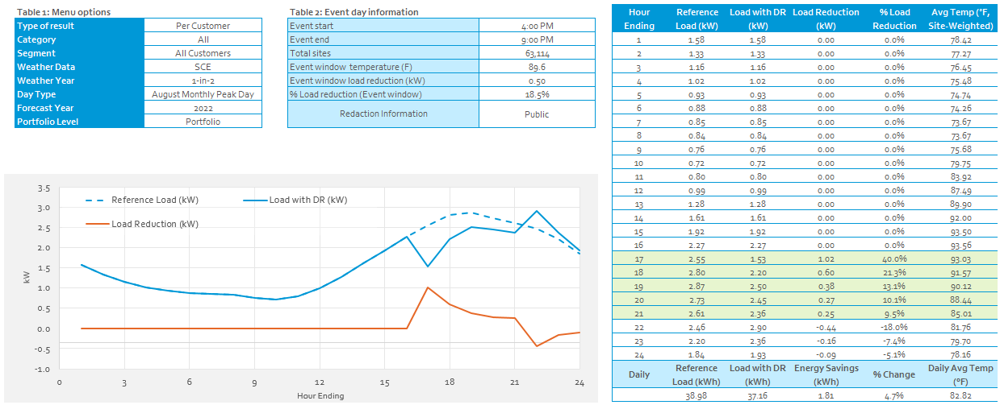 Table 1: Menu options
Type of result Per Customer
Category All
Segment All Customers
Weather Data SCE
Weather Year 1-in-2
Day Type August Monthly Peak Day
Forecast Year 2022
Portfolio Level Portfolio
Table 2: Event day information
Event start 4:00 PM
Event end 9:00 PM
Total sites 63,114
Event window temperature (F) 89.6
Event window load reduction (kW) 0.50
% Load reduction (Event window) 18.5%
Redaction Information Public
3.5
3.0
2.5
2.0
1.5
1.0
0.5
0.0
-0.5
-1.0
kW
Reference Load (kW) Load with DR (kW)
Load Reduction (kW)
0 3 6 9 12 15 18 21 24
Hour Ending
Hour Reference Load with DR Load Reduction % Load Avg Temp (°F,
Ending Load (kW) (kW) (kW) Reduction Site-Weighted)
1 1.58 1.58 0.00 0.0% 78.42
2 1.33 1.33 0.00 0.0% 77.27
3 1.16 1.16 0.00 0.0% 76.45
4 1.02 1.02 0.00 0.0% 75.48
5 0.93 0.93 0.00 0.0% 74.74
6 0.88 0.88 0.00 0.0% 74.26
7 0.85 0.85 0.00 0.0% 73.67
8 0.84 0.84 0.00 0.0% 73.67
9 0.76 0.76 0.00 0.0% 75.68
10 0.72 0.72 0.00 0.0% 79.75
11 0.80 0.80 0.00 0.0% 83.92
12 0.99 0.99 0.00 0.0% 87.49
13 1.28 1.28 0.00 0.0% 89.90
14 1.61 1.61 0.00 0.0% 92.00
15 1.92 1.92 0.00 0.0% 93.50
16 2.27 2.27 0.00 0.0% 93.56
17 2.55 1.53 1.02 40.0% 93.03
18 2.80 2.20 0.60 21.3% 91.57
19 2.87 2.50 0.38 13.1% 90.12
20 2.73 2.45 0.27 10.1% 88.44
21 2.61 2.36 0.25 9.5% 85.01
22 2.46 2.90 -0.44 -18.0% 81.76
23 2.20 2.36 -0.16 -7.4% 79.70
24 1.84 1.93 -0.09 -5.1% 78.16
Daily Reference Load with DR Energy Savings % Change Daily Avg Temp
Load (kWh) (kWh) (kWh) (°F)
38.98 37.16 1.81 4.7% 82.82